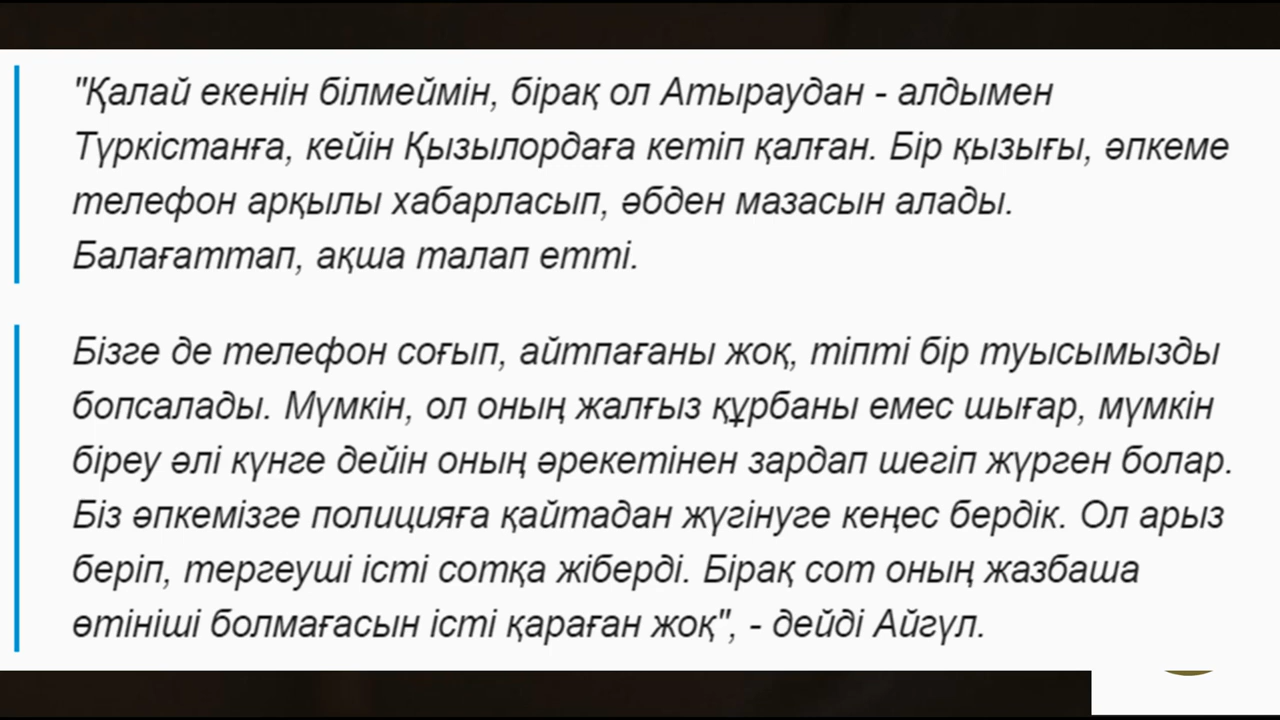 "Қалай екенін білмеймін, бірақ ол Атыраудан - алдымен
Түркістанға, кейін Қызылордаға кетіп қалған. Бір қызығы, әпкеме
телефон арқылы хабарласып, әбден мазасын алады.
Балағаттап, ақша талап етті.
Бізге де телефон соғып, айтпағаны жоқ, тіпті бір туысымызды
бопсалады. Мүмкін, ол оның жалғыз құрбаны емес шығар, мүмкін
біреу әлі күнге дейін оның әрекетінен зардап шегіп жүрген болар.
Біз әпкемізге полицияға қайтадан жүгінуге кеңес бердік. Ол арыз
беріп, тергеуші істі сотқа жіберді. Бірақ сот оның жазбаша
өтініші болмағасын істі қараған жоқ", - дейді Айгүл.